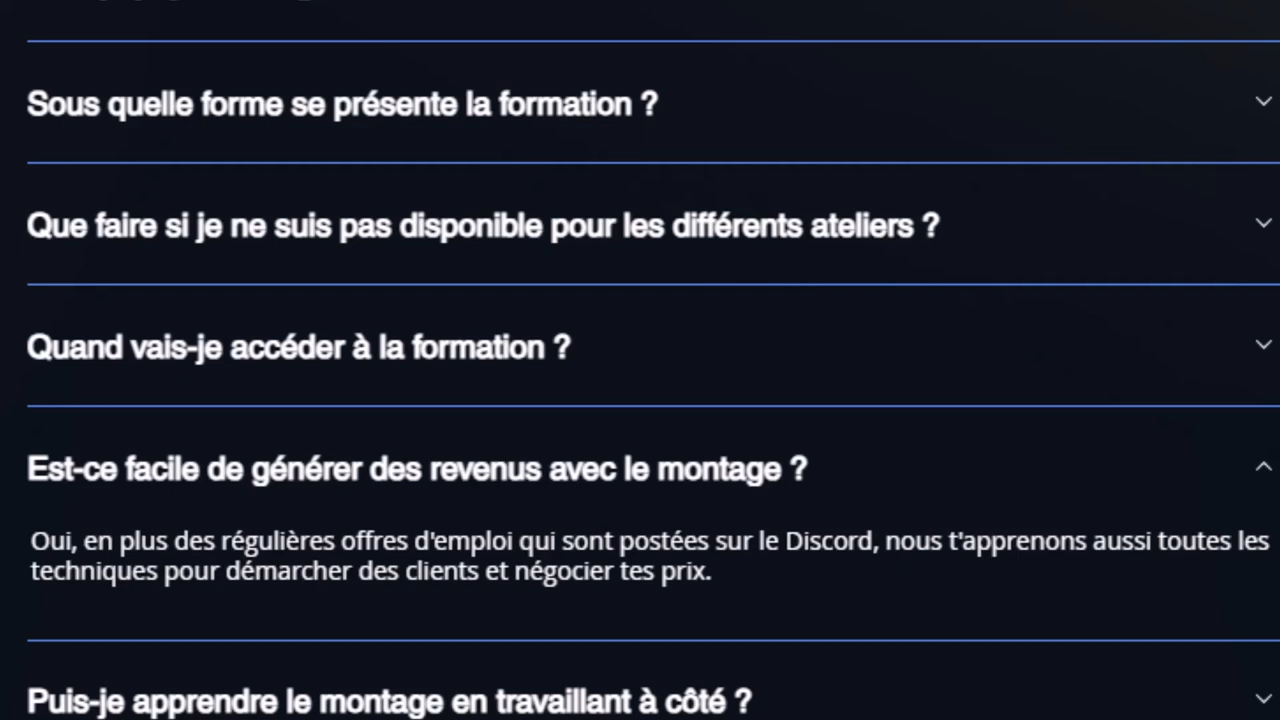 Sous quelle forme se présente la formation ?
Que faire si je ne suis pas disponible pour les différents ateliers ?
Quand vais-je accéder à la formation ?
Est-ce facile de générer des revenus avec le montage ?
Oui, en plus des régulières offres d'emploi qui sont postées sur le Discord, nous t'apprenons aussi toutes les
techniques pour démarcher des clients et négocier tes prix.
Puis-je apprendre le montage en travaillant à côté ?